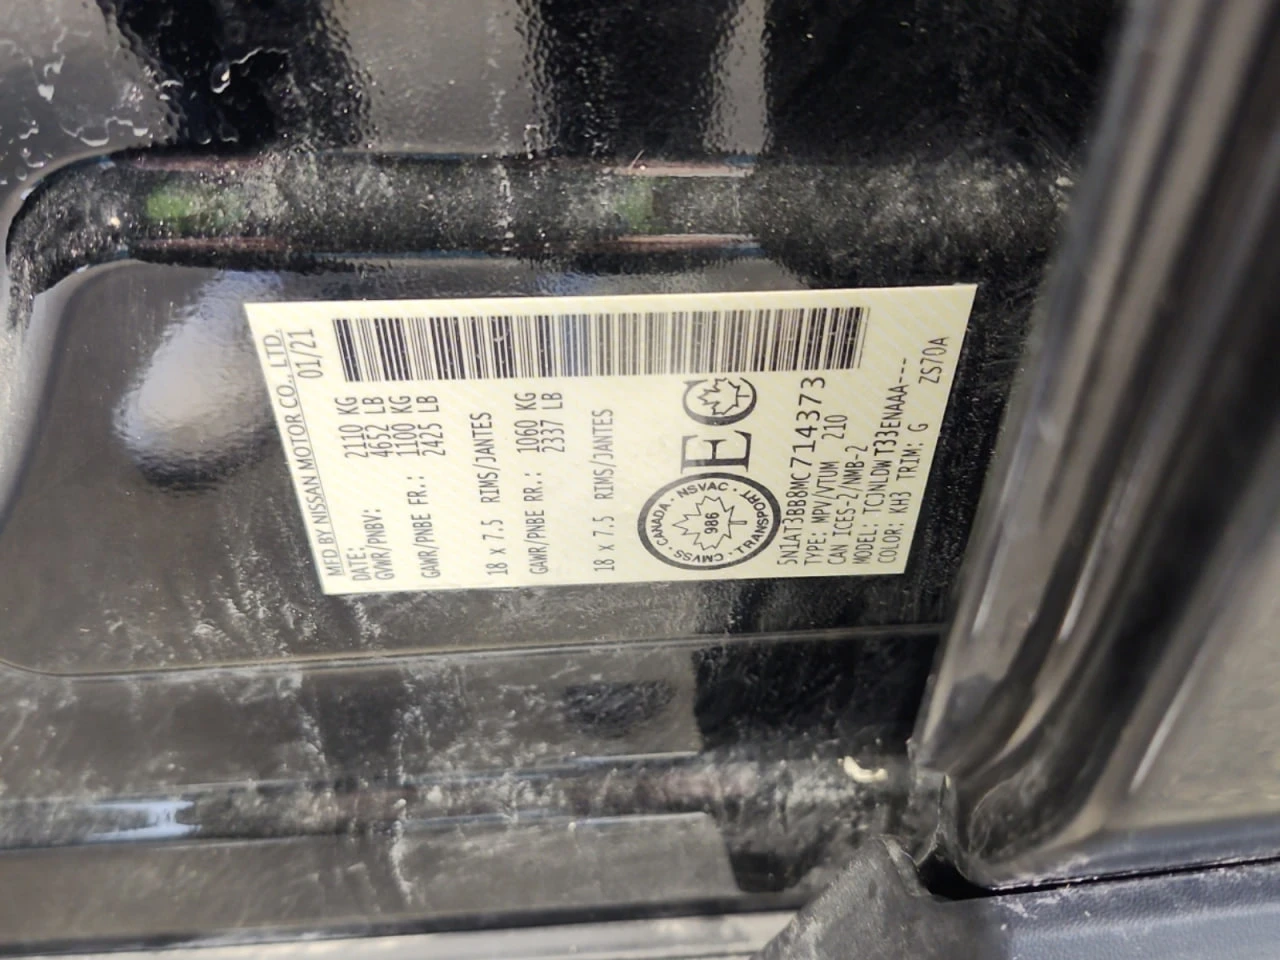 MFD BY NISSAN MOTOR CO., LTD.
DATE: 01/21
GVWR/PNBV: 2110 KG
4652 LB
GAWR/PNBE FR.: 1100 KG
2425 LB
18 x 7.5 RIMS/JANTES
GAWR/PNBE RR.: 1060 KG
2337 LB
18 x 7.5 RIMS/JANTES
CANADA · NSVAC · TRANSPORT · CMVSS ·
986
EC
5N1AT3BB8MC714373
TYPE: MPV/VTUM 210
CAN ICES-2/NMB-2
MODEL: TCJNLDWT33ENAAA---
COLOR: KH3 TRIM: G ZS70A